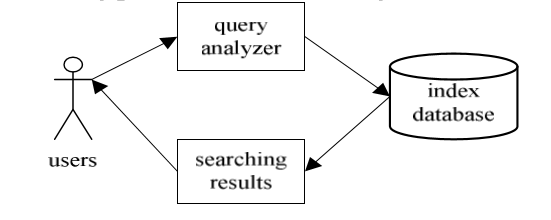 query
analyzer
index
database
users
searching
results